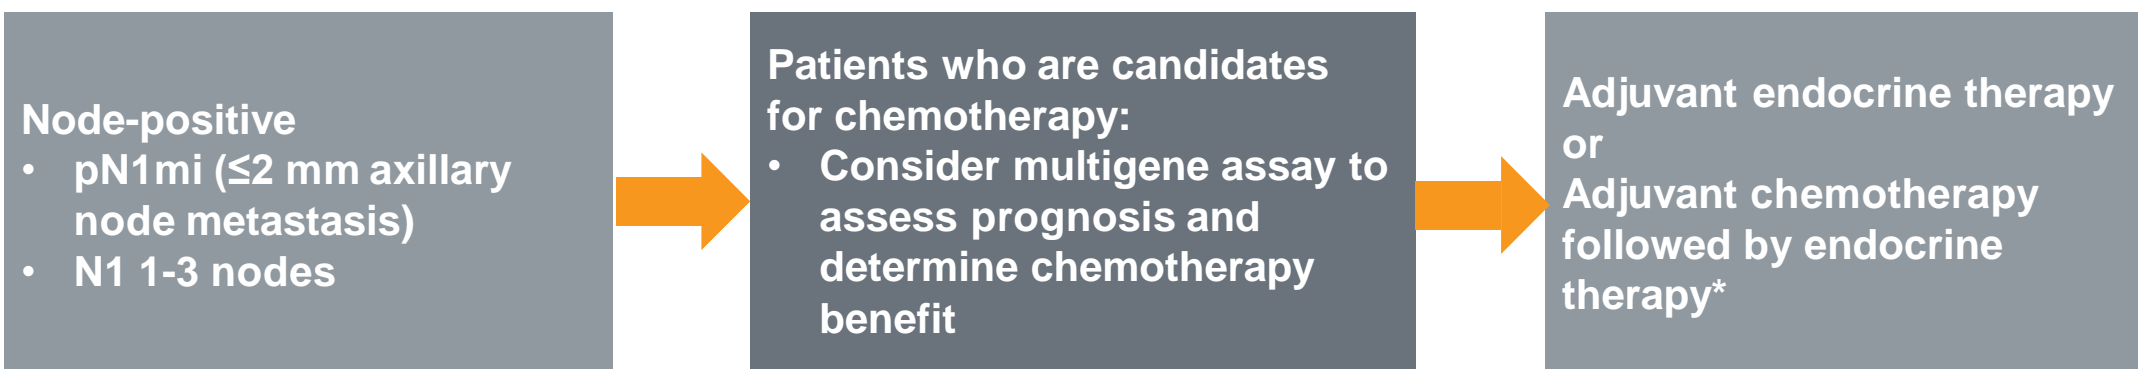 Node-positive
• pN1mi (≤2 mm axillary
node metastasis)
• N1 1-3 nodes
Patients who are candidates
for chemotherapy:
• Consider multigene assay to
assess prognosis and
determine chemotherapy
benefit
Adjuvant endocrine therapy
or
Adjuvant chemotherapy
followed by endocrine
therapy*